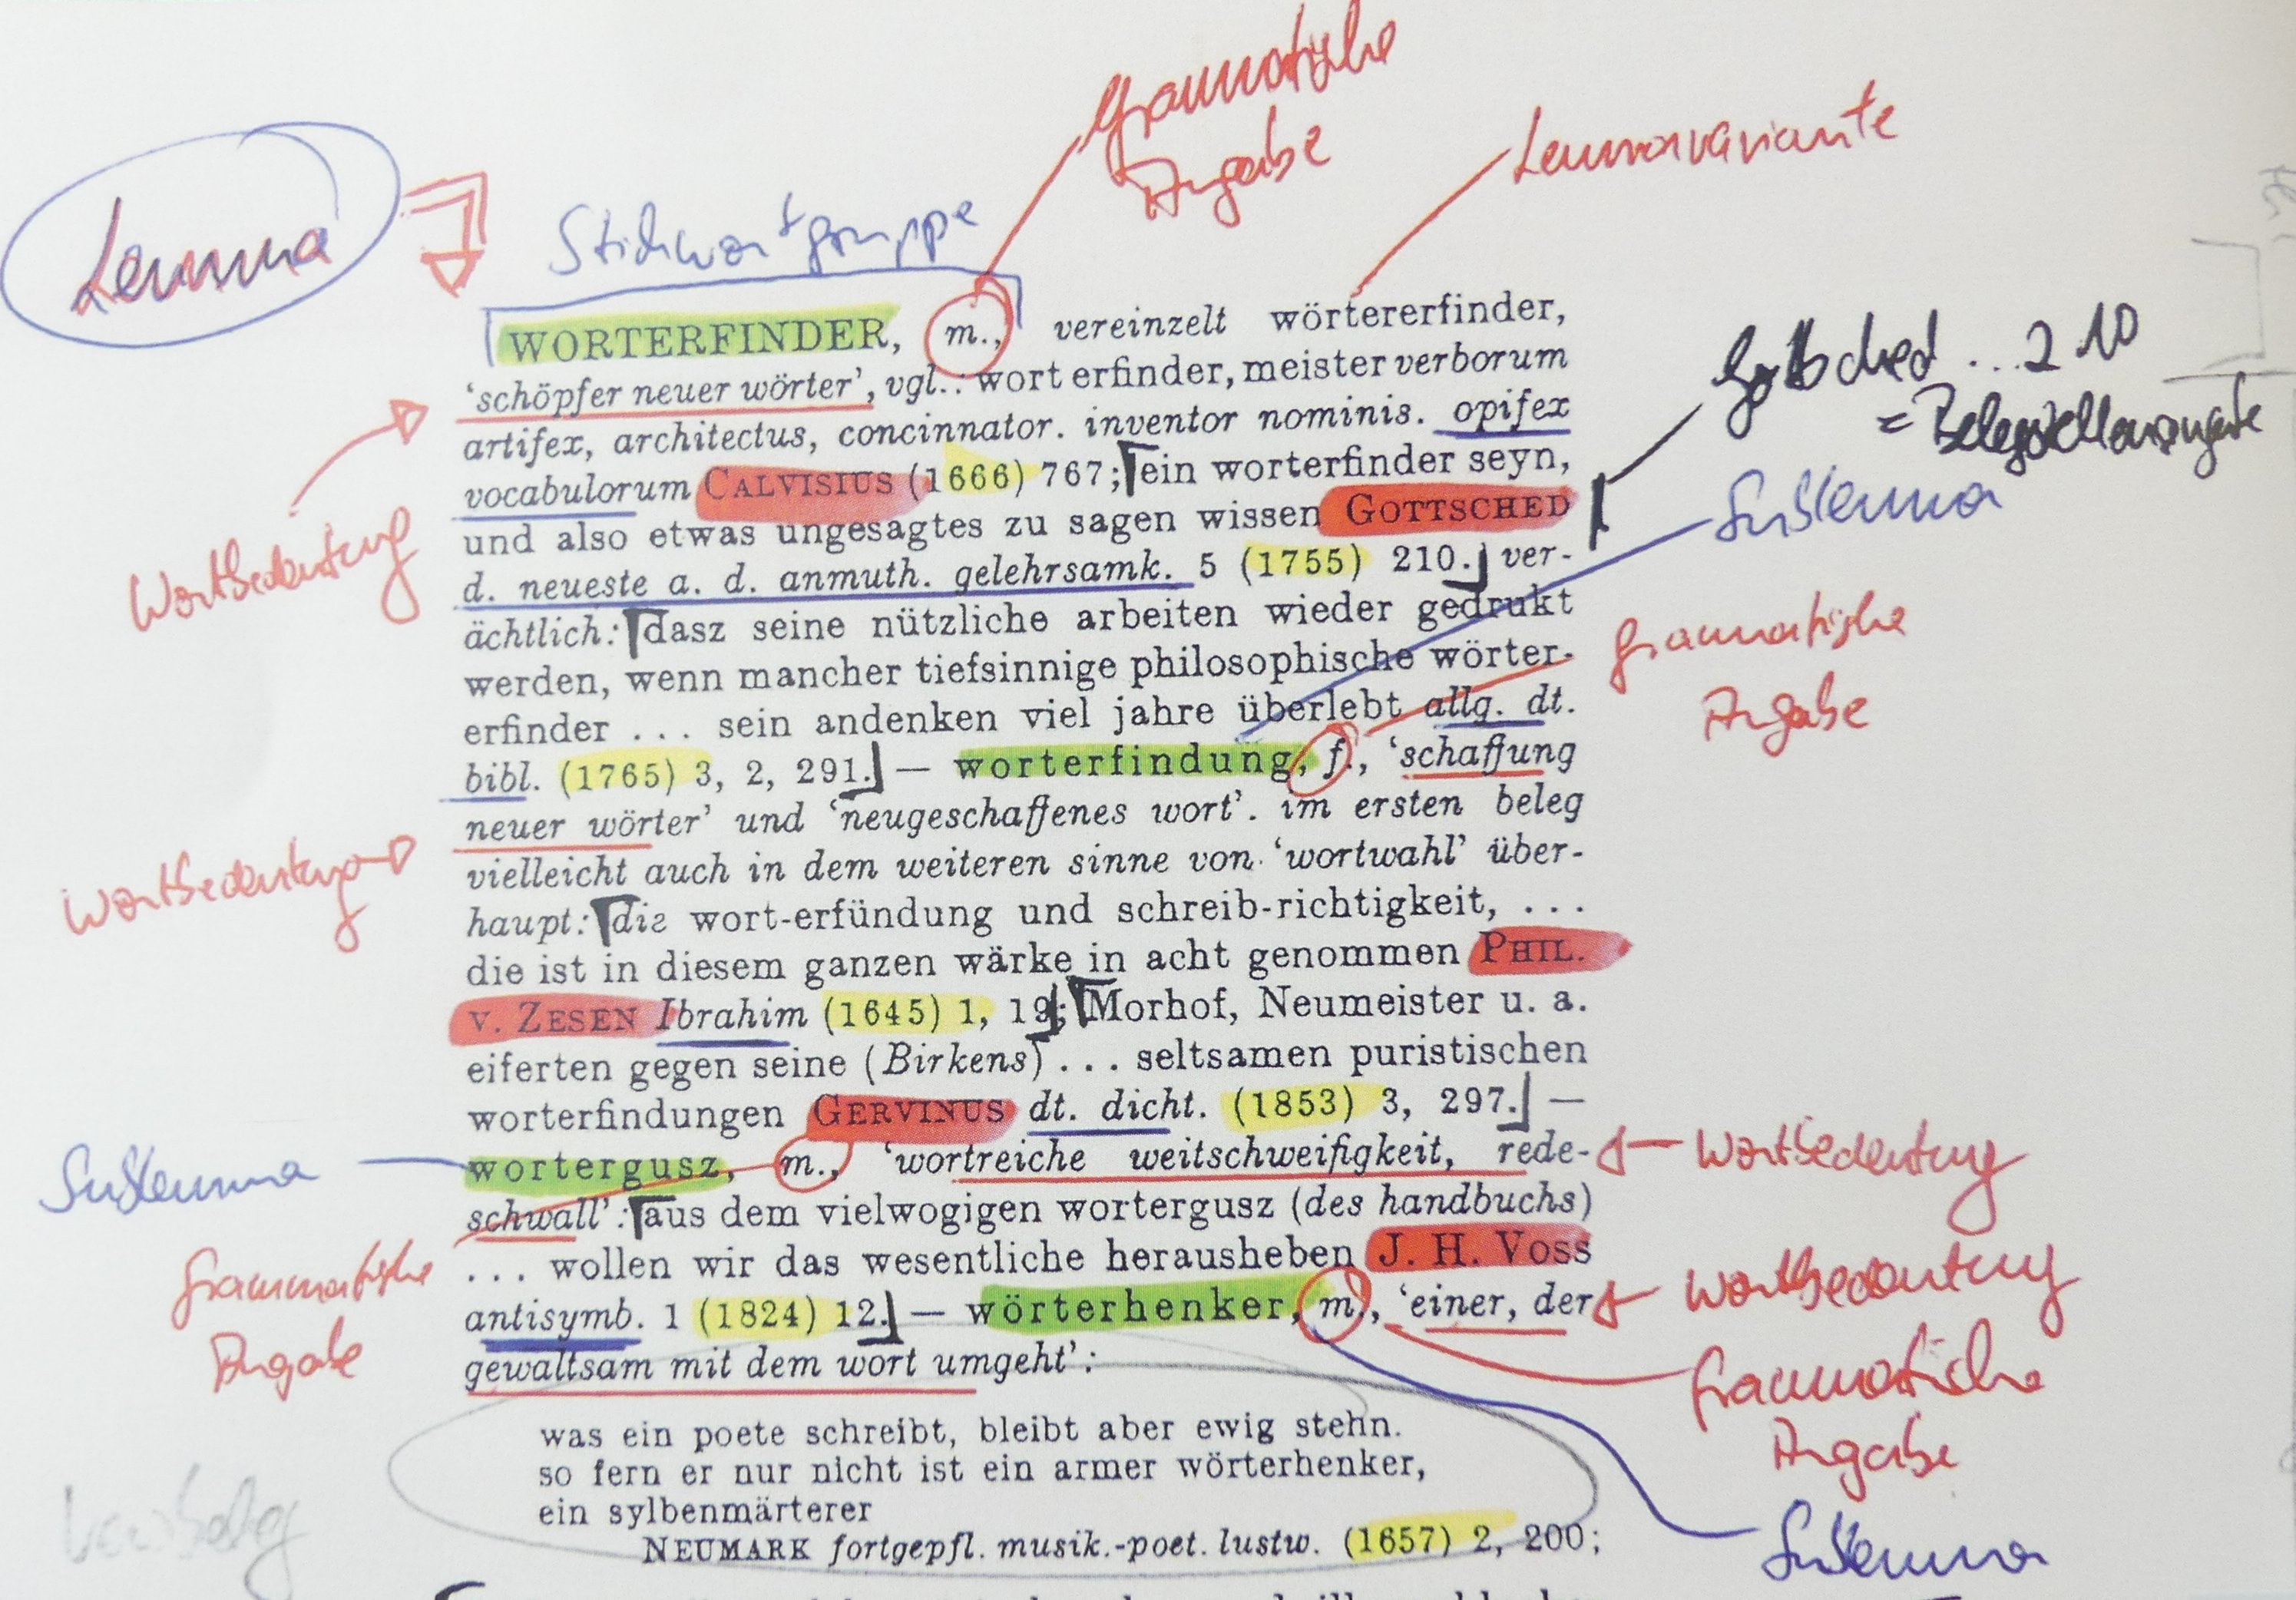 Grammatische
Angabe
Lemmavariante
Lemma
Stichwortgruppe
WORTERFINDER, m., vereinzelt wörtererfinder,
‘schöpfer neuer wörter’, vgl.: wort erfinder, meister verborum
artifex, architectus, concinnator. inventor nominis. opifex
vocabulorum CALVISIUS (1666) 767; ein worterfinder seyn,
und also etwas ungesagtes zu sagen wissen GOTTSCHED
d. neueste a. d. anmuth. gelehrsamk. 5 (1755) 210. ver-
ächtlich: dasz seine nützliche arbeiten wieder gedrukt
werden, wenn mancher tiefsinnige philosophische wörter-
erfinder ... sein andenken viel jahre überlebt allg. dt.
bibl. (1765) 3, 2, 291. — worterfindung, f., ‘schaffung
neuer wörter’ und ‘neugeschaffenes wort’. im ersten beleg
vielleicht auch in dem weiteren sinne von ‘wortwahl’ über-
haupt: die wort-erfündung und schreib-richtigkeit, ...
die ist in diesem ganzen wärke in acht genommen PHIL.
V. ZESEN Ibrahim (1645) 1, 19; Morhof, Neumeister u. a.
eiferten gegen seine (Birkens) ... seltsamen puristischen
worterfindungen GERVINUS dt. dicht. (1853) 3, 297. —
wortergusz, m., ‘wortreiche weitschweifigkeit, rede-
schwall’: aus dem vielwogigen wortergusz (des handbuchs)
... wollen wir das wesentliche herausheben J. H. VOSS
antisymb. 1 (1824) 12. — wörterhenker, m., ‘einer, der
gewaltsam mit dem wort umgeht’:
was ein poete schreibt, bleibt aber ewig stehn.
so fern er nur nicht ist ein armer wörterhenker,
ein sylbenmärterer
NEUMARK fortgepfl. musik.-poet. lustw. (1657) 2, 200;
Gottsched ... 210
= Belegstellenangabe
Sublemma
Grammatische
Angabe
Wortbedeutung
Wortbedeutung
Sublemma
Grammatische
Angabe
Wortbedeutung
Wortbedeutung
Grammatische
Angabe
Sublemma